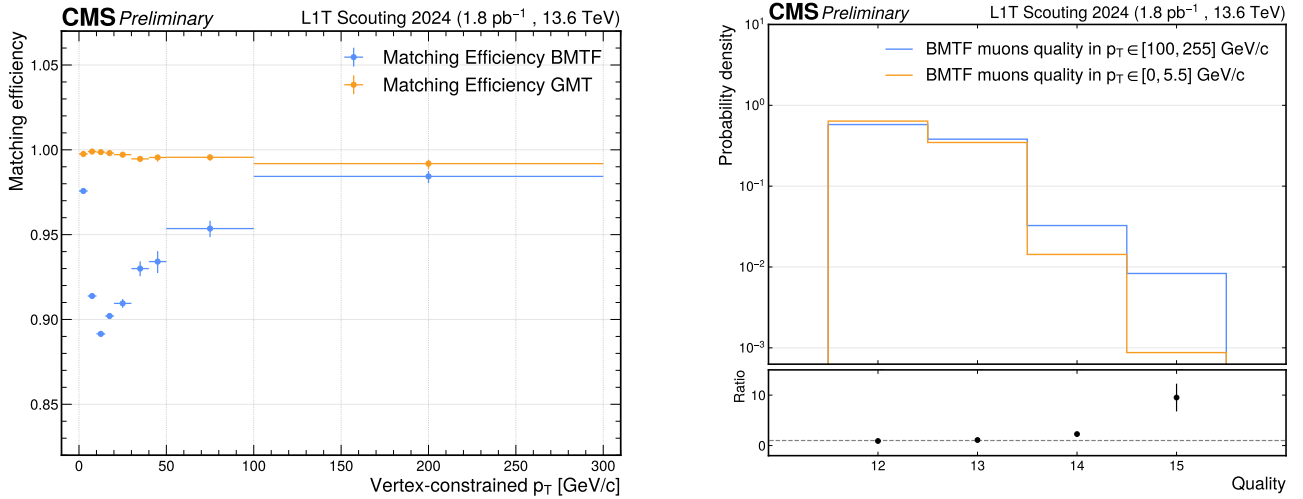 CMS Preliminary L1T Scouting 2024 (1.8 pb⁻¹ , 13.6 TeV)
Matching efficiency
1.05
1.00
0.95
0.90
0.85
Matching Efficiency BMTF
Matching Efficiency GMT
0 50 100 150 200 250 300
Vertex-constrained p_T [GeV/c]
CMS Preliminary L1T Scouting 2024 (1.8 pb⁻¹ , 13.6 TeV)
Probability density
10¹
10⁰
10⁻¹
10⁻²
10⁻³
BMTF muons quality in p_T ∈ [100, 255] GeV/c
BMTF muons quality in p_T ∈ [0, 5.5] GeV/c
Ratio
10
0
12 13 14 15
Quality